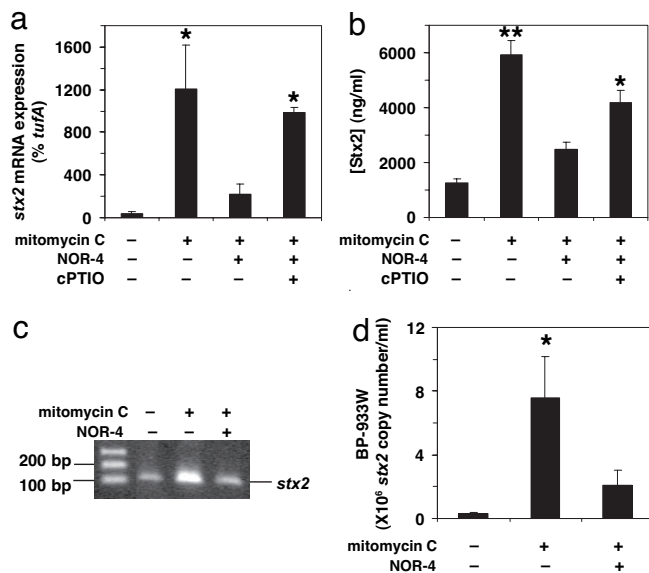 a
stx2 mRNA expression
(% tufA)
1600
1200
800
400
0
*
*
mitomycin C – + + +
NOR-4 – – + +
cPTIO – – – +
b
[Stx2] (ng/ml)
6000
4000
2000
0
**
*
mitomycin C – + + +
NOR-4 – – + +
cPTIO – – – +
c
mitomycin C – + +
NOR-4 – – +
200 bp
100 bp
stx2
d
BP-933W
(X10⁶ stx2 copy number/ml)
12
8
4
0
*
mitomycin C – + +
NOR-4 – – +